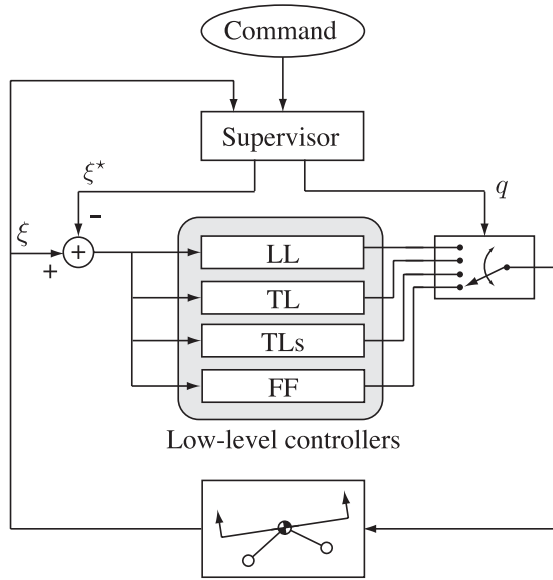 Command
Supervisor
ξ*
q
−
ξ
+
+
LL
TL
TLs
FF
Low-level controllers